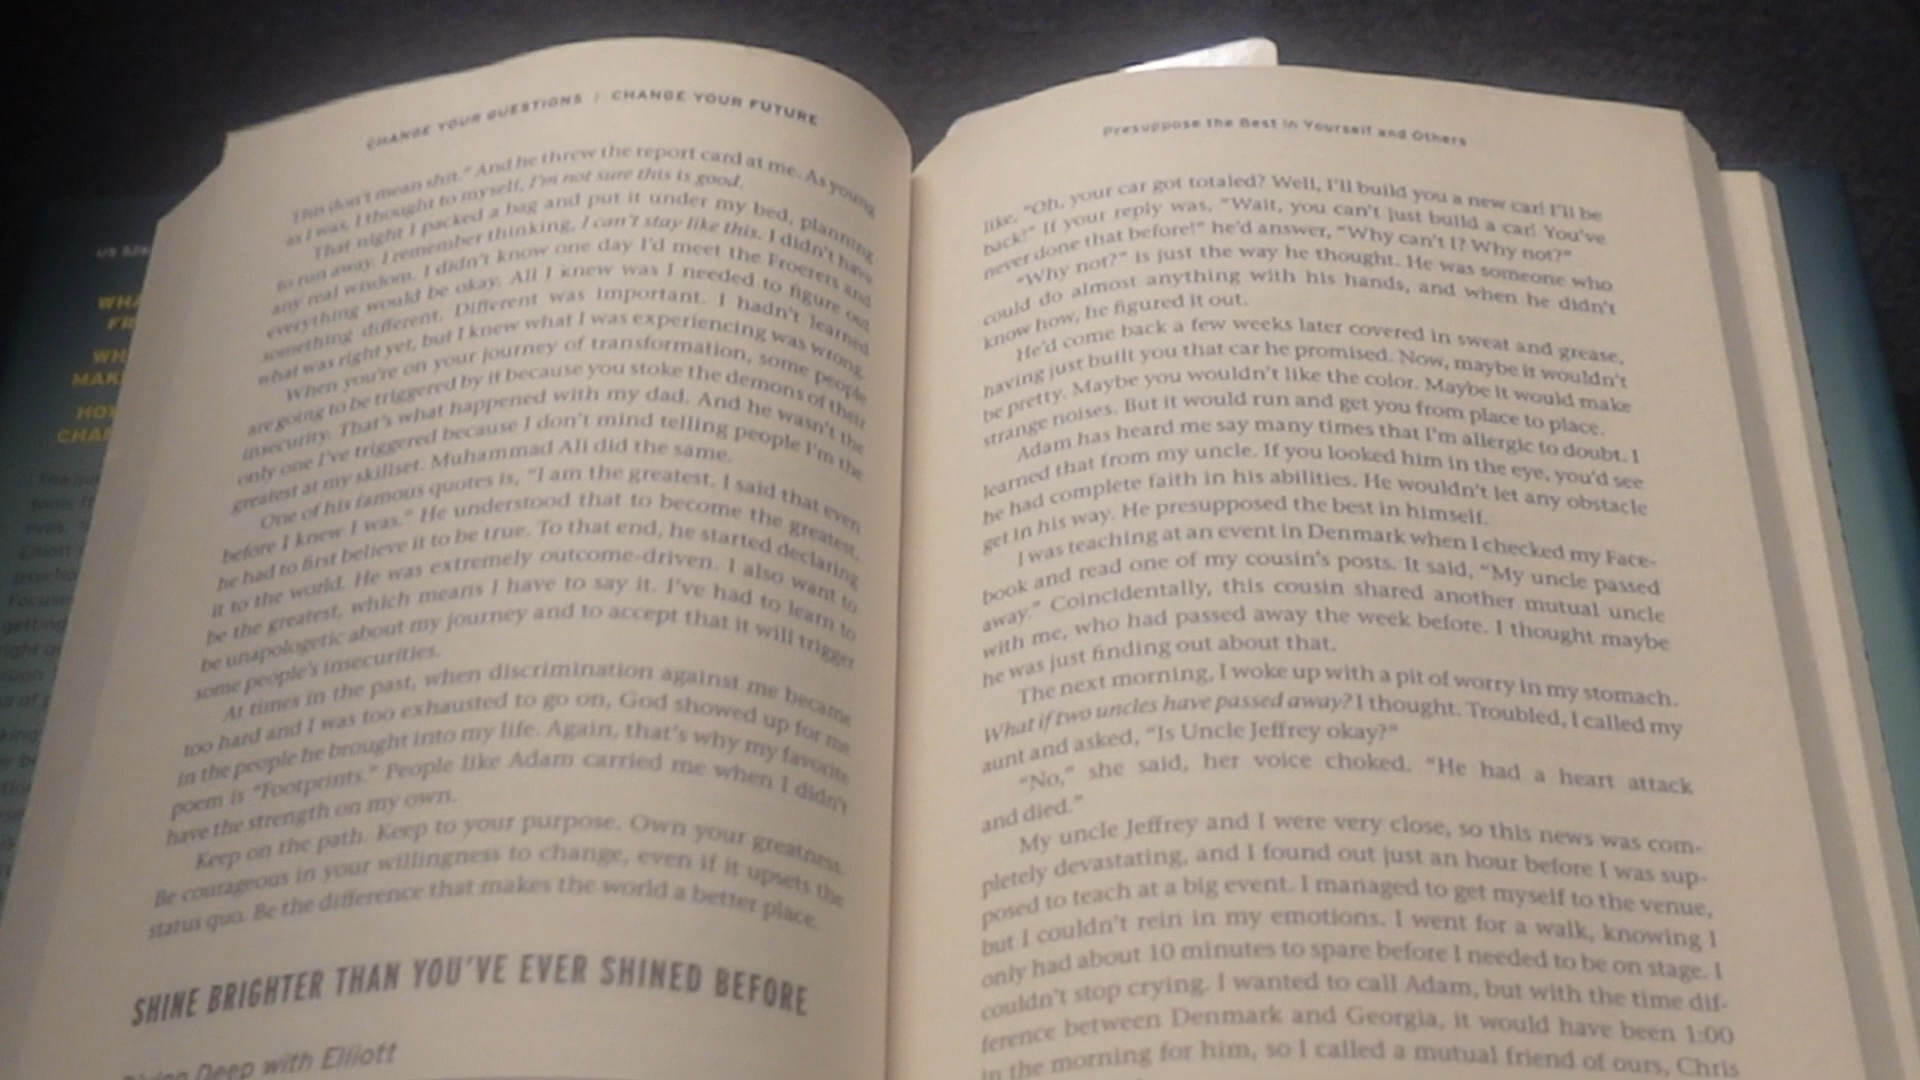 CHANGE YOUR QUESTIONS | CHANGE YOUR FUTURE
This don't mean shit." And he threw the report card at me. As young
as I was, I thought to myself, I'm not sure this is good.
That night I packed a bag and put it under my bed, planning
to run away. I remember thinking, I can't stay like this. I didn't have
any real wisdom. I didn't know one day I'd meet the Froerers and
everything would be okay. All I knew was I needed to figure out
something different. Different was important. I hadn't learned
what was right yet, but I knew what I was experiencing was wrong.
When you're on your journey of transformation, some people
are going to be triggered by it because you stoke the demons of their
insecurity. That's what happened with my dad. And he wasn't the
only one I've triggered because I don't mind telling people I'm the
greatest at my skillset. Muhammad Ali did the same.
One of his famous quotes is, "I am the greatest. I said that even
before I knew I was." He understood that to become the greatest,
he had to first believe it to be true. To that end, he started declaring
it to the world. He was extremely outcome-driven. I also want to
be the greatest, which means I have to say it. I've had to learn to
be unapologetic about my journey and to accept that it will trigger
some people's insecurities.
At times in the past, when discrimination against me became
too hard and I was too exhausted to go on, God showed up for me
in the people he brought into my life. Again, that's why my favorite
poem is "Footprints." People like Adam carried me when I didn't
have the strength on my own.
Keep on the path. Keep to your purpose. Own your greatness.
Be courageous in your willingness to change, even if it upsets the
status quo. Be the difference that makes the world a better place.
SHINE BRIGHTER THAN YOU'VE EVER SHINED BEFORE
Diving Deep with Elliott
Presuppose the Best in Yourself and Others
like, "Oh, your car got totaled? Well, I'll build you a new car! I'll be
back!" If your reply was, "Wait, you can't just build a car! You've
never done that before!" he'd answer, "Why can't I? Why not?"
"Why not?" is just the way he thought. He was someone who
could do almost anything with his hands, and when he didn't
know how, he figured it out.
He'd come back a few weeks later covered in sweat and grease,
having just built you that car he promised. Now, maybe it wouldn't
be pretty. Maybe you wouldn't like the color. Maybe it would make
strange noises. But it would run and get you from place to place.
Adam has heard me say many times that I'm allergic to doubt. I
learned that from my uncle. If you looked him in the eye, you'd see
he had complete faith in his abilities. He wouldn't let any obstacle
get in his way. He presupposed the best in himself.
I was teaching at an event in Denmark when I checked my Face-
book and read one of my cousin's posts. It said, "My uncle passed
away." Coincidentally, this cousin shared another mutual uncle
with me, who had passed away the week before. I thought maybe
he was just finding out about that.
The next morning, I woke up with a pit of worry in my stomach.
What if two uncles have passed away? I thought. Troubled, I called my
aunt and asked, "Is Uncle Jeffrey okay?"
"No," she said, her voice choked. "He had a heart attack
and died."
My uncle Jeffrey and I were very close, so this news was com-
pletely devastating, and I found out just an hour before I was sup-
posed to teach at a big event. I managed to get myself to the venue,
but I couldn't rein in my emotions. I went for a walk, knowing I
only had about 10 minutes to spare before I needed to be on stage. I
couldn't stop crying. I wanted to call Adam, but with the time dif-
ference between Denmark and Georgia, it would have been 1:00
in the morning for him, so I called a mutual friend of ours, Chris